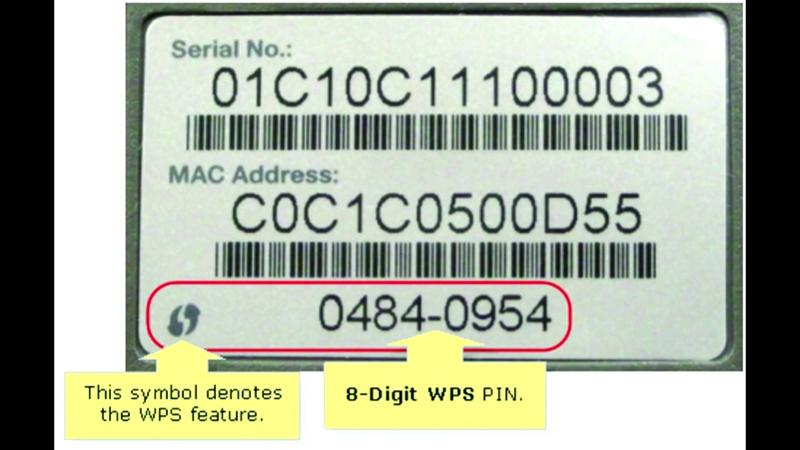 Serial No.:
01C10C11100003
MAC Address:
C0C1C0500D55
0484-0954
This symbol denotes
the WPS feature.
8-Digit WPS PIN.